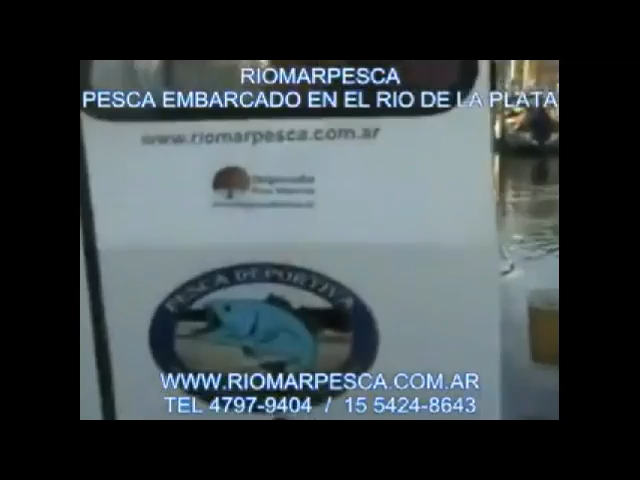 RIOMARPESCA
PESCA EMBARCADO EN EL RIO DE LA PLATA
www.riomarpesca.com.ar
PESCA DEPORTIVA
WWW.RIOMARPESCA.COM.AR
TEL 4797-9404 / 15 5424-8643